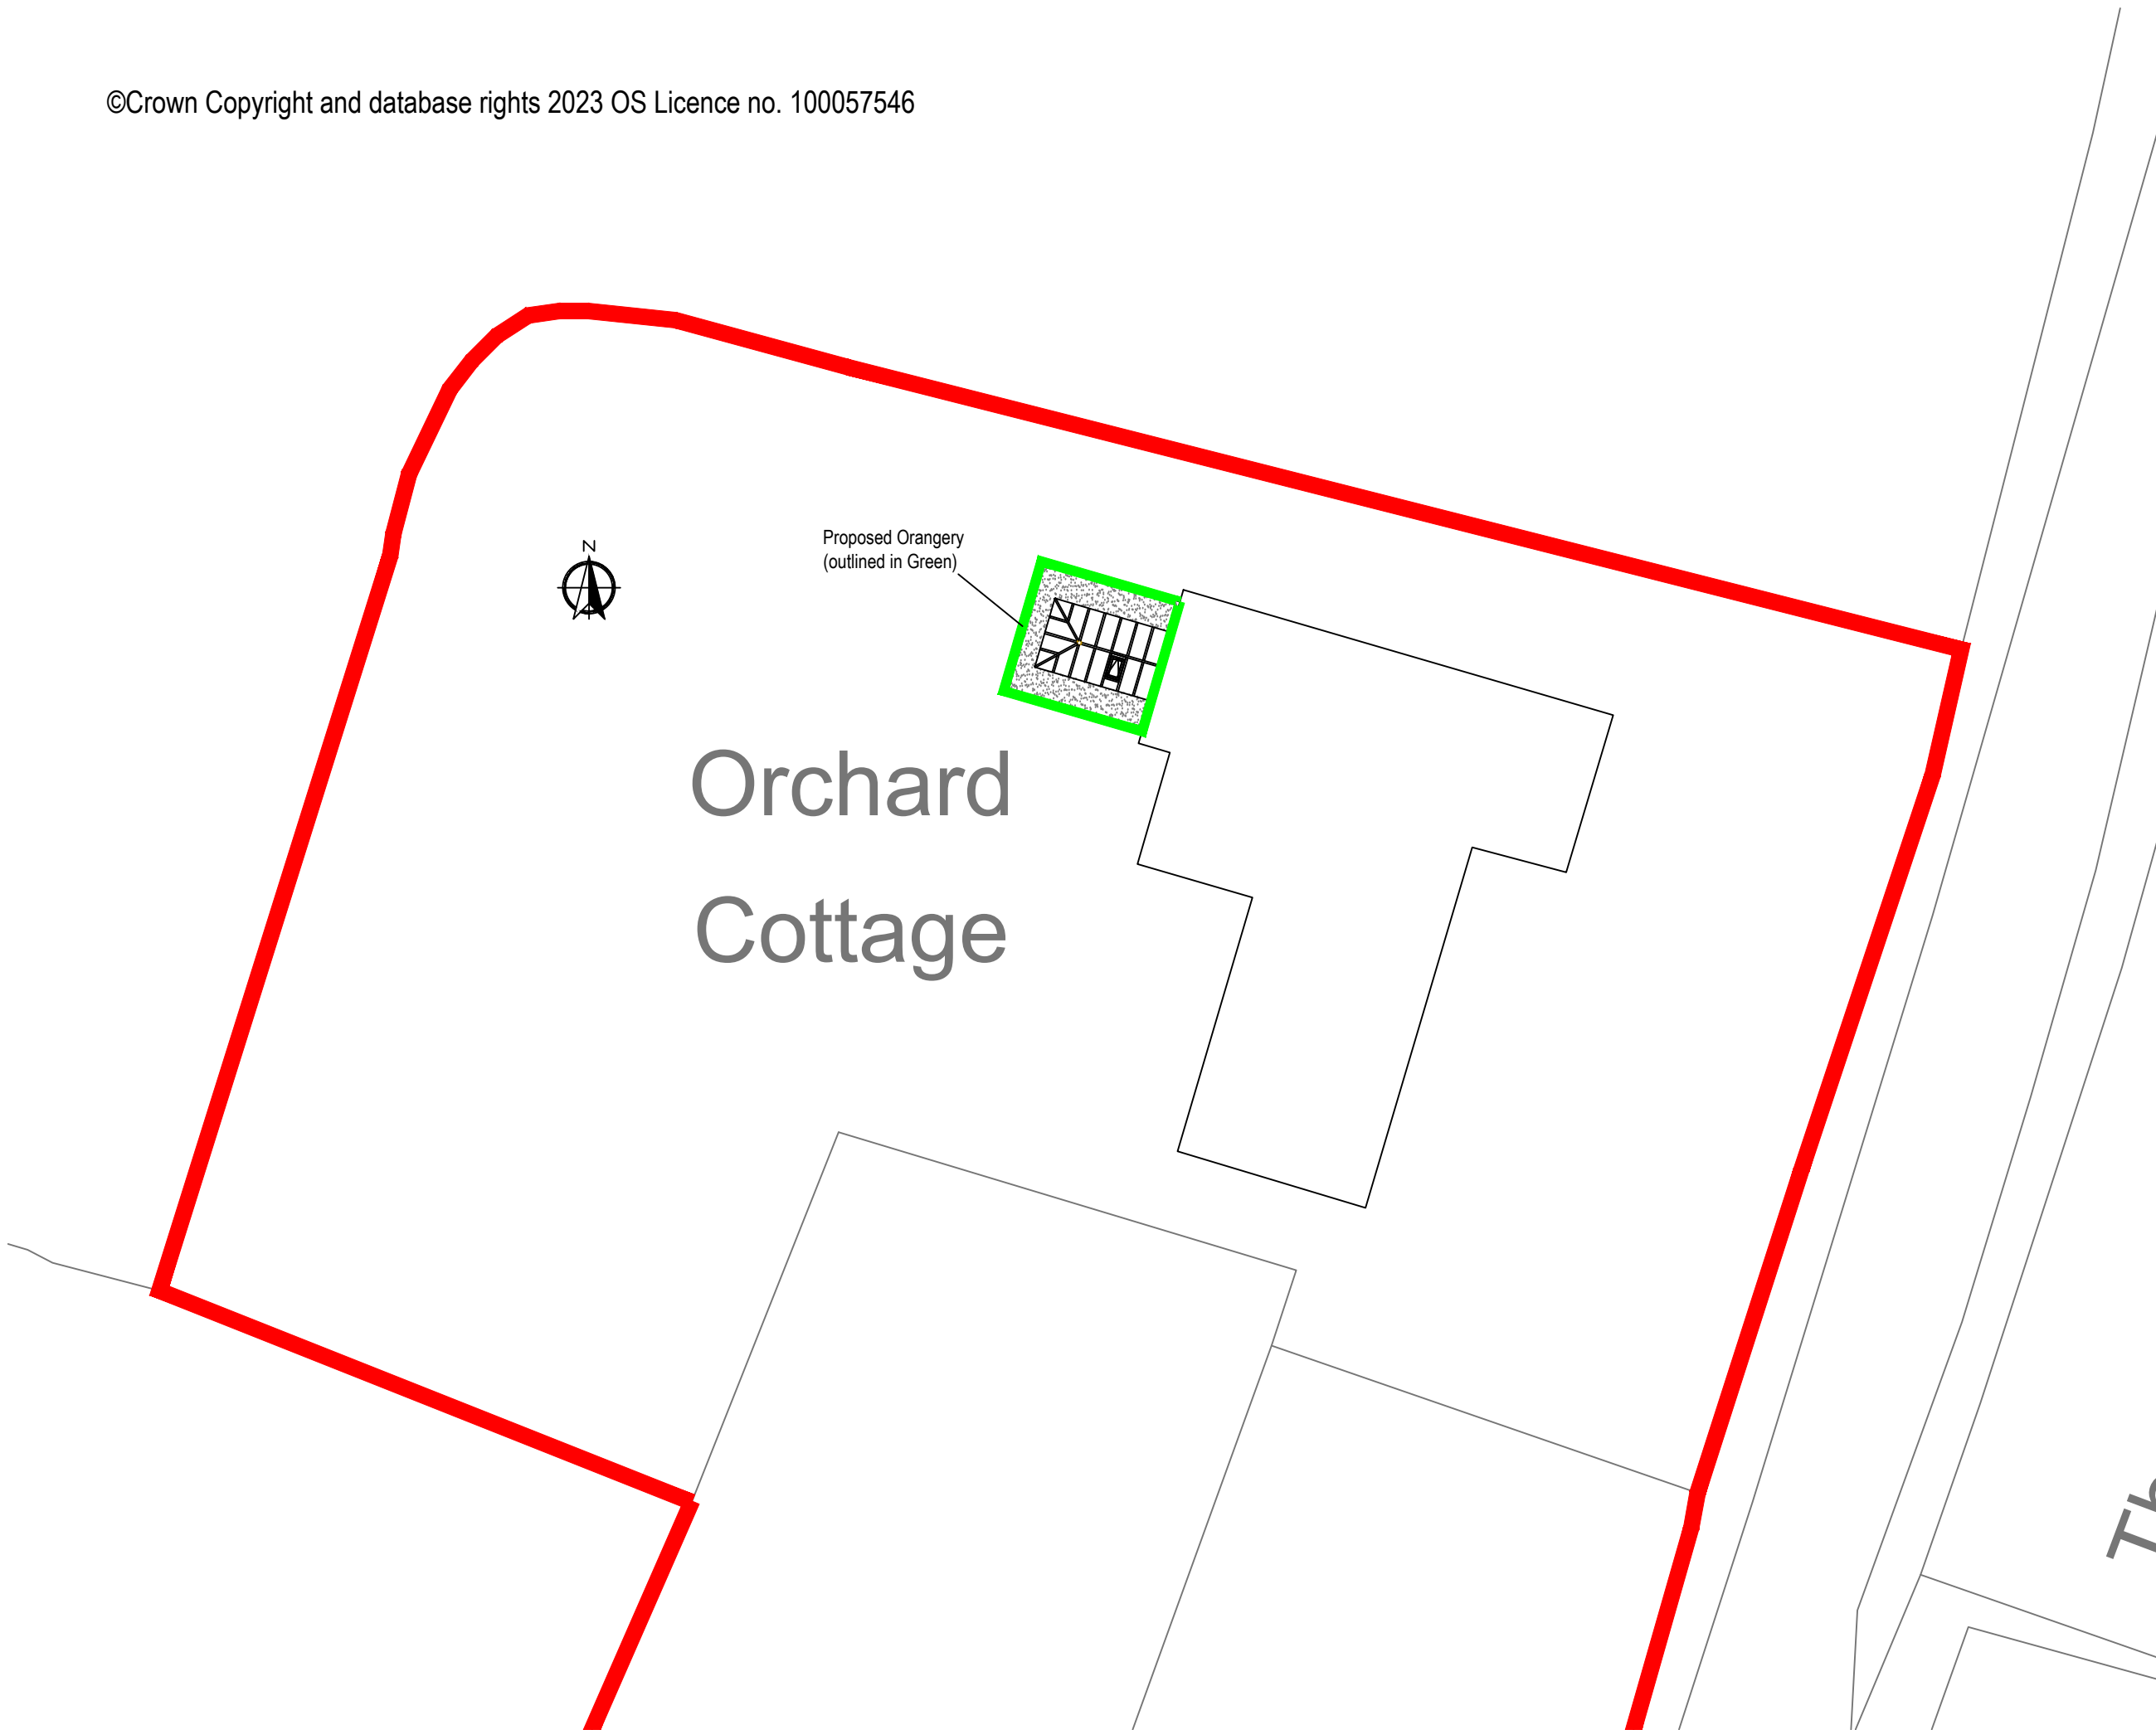 ©Crown Copyright and database rights 2023 OS Licence no. 100057546
N
Proposed Orangery
(outlined in Green)
Orchard
Cottage